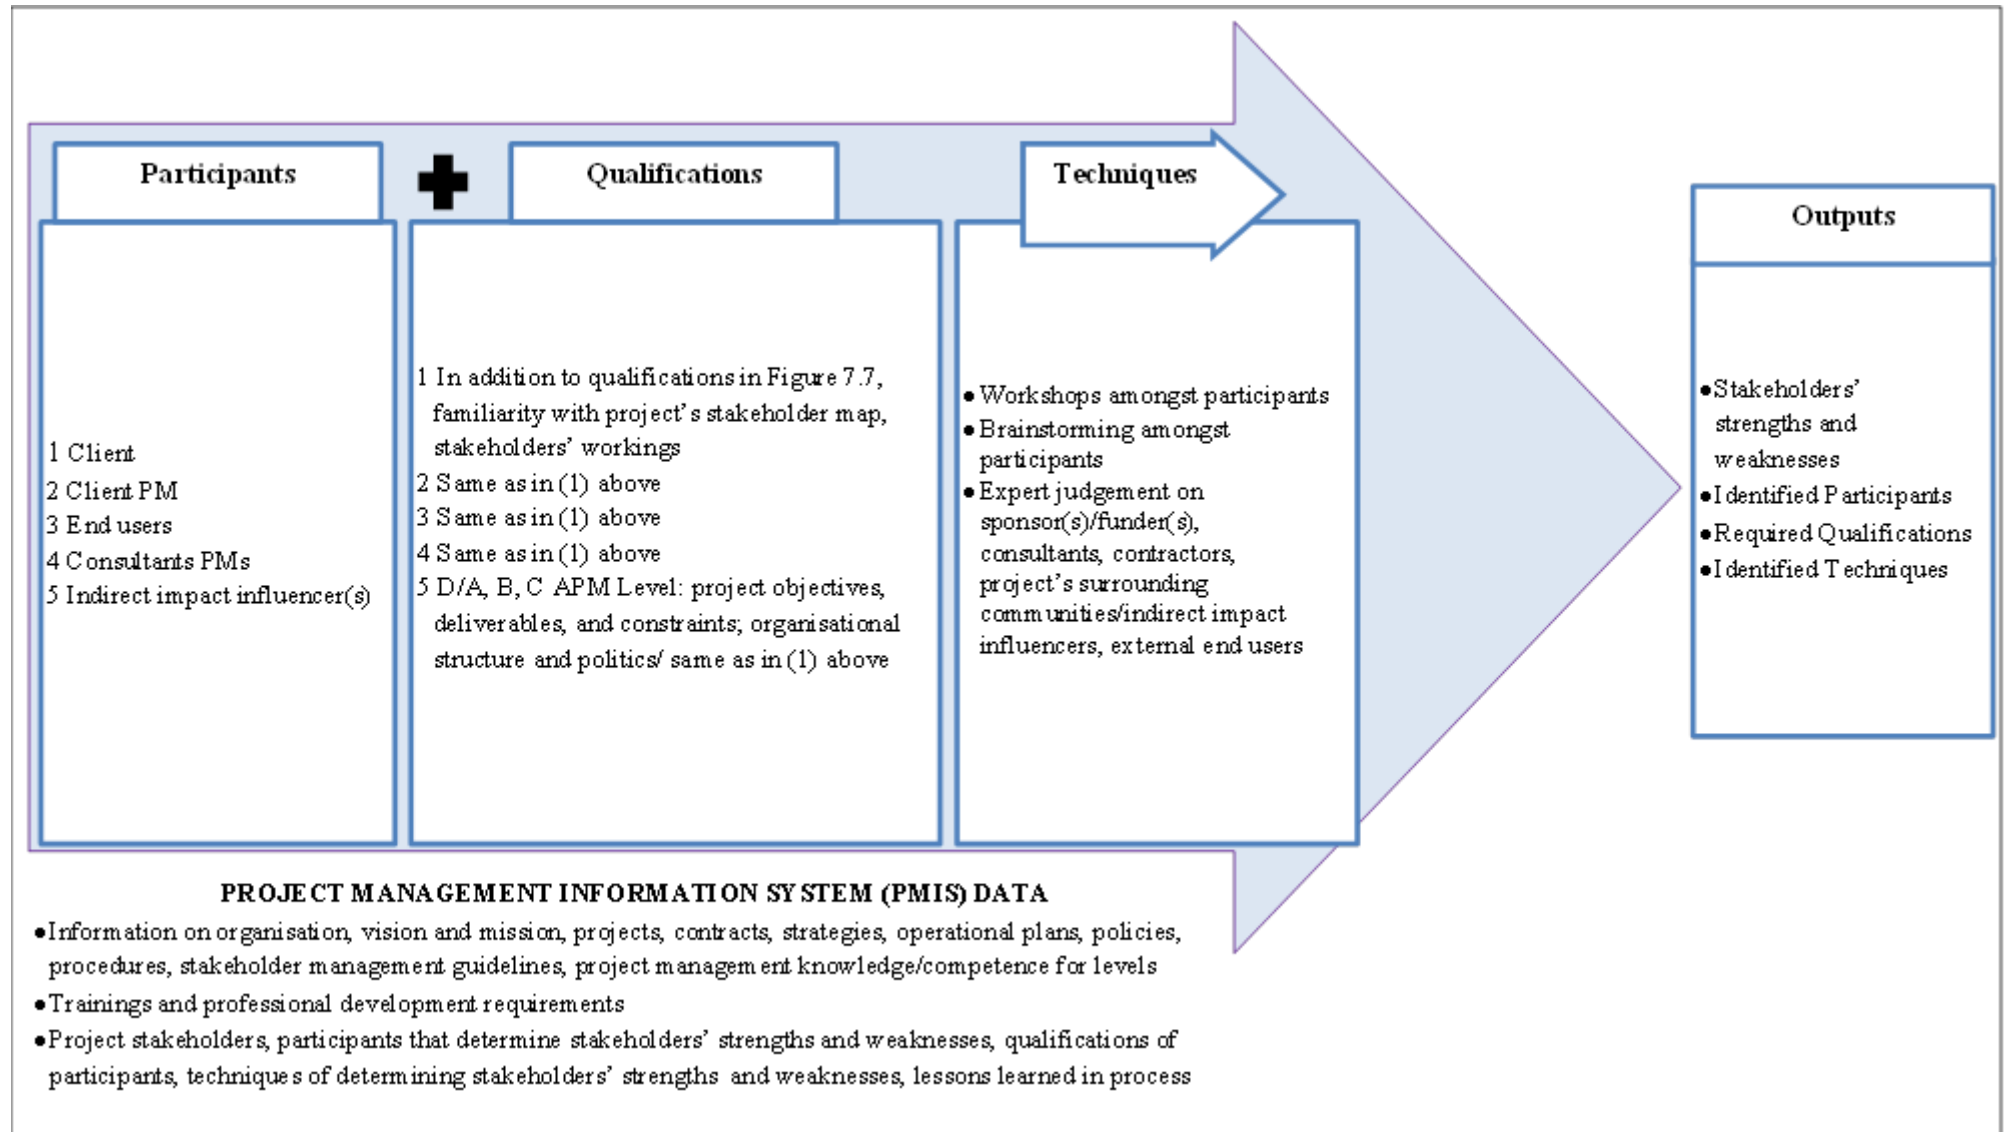 Participants
Qualifications
Techniques
Outputs
1 Client
2 Client PM
3 End users
4 Consultants PMs
5 Indirect impact influencer(s)
1 In addition to qualifications in Figure 7.7,
familiarity with project's stakeholder map,
stakeholders' workings
2 Same as in (1) above
3 Same as in (1) above
4 Same as in (1) above
5 D/A, B, C APM Level: project objectives,
deliverables, and constraints; organisational
structure and politics/ same as in (1) above
●Workshops amongst participants
●Brainstorming amongst
participants
●Expert judgement on
sponsor(s)/funder(s),
consultants, contractors,
project's surrounding
communities/indirect impact
influencers, external end users
●Stakeholders'
strengths and
weaknesses
●Identified Participants
●Required Qualifications
●Identified Techniques
PROJECT MANAGEMENT INFORMATION SYSTEM (PMIS) DATA
●Information on organisation, vision and mission, projects, contracts, strategies, operational plans, policies,
procedures, stakeholder management guidelines, project management knowledge/competence for levels
●Trainings and professional development requirements
●Project stakeholders, participants that determine stakeholders' strengths and weaknesses, qualifications of
participants, techniques of determining stakeholders' strengths and weaknesses, lessons learned in process